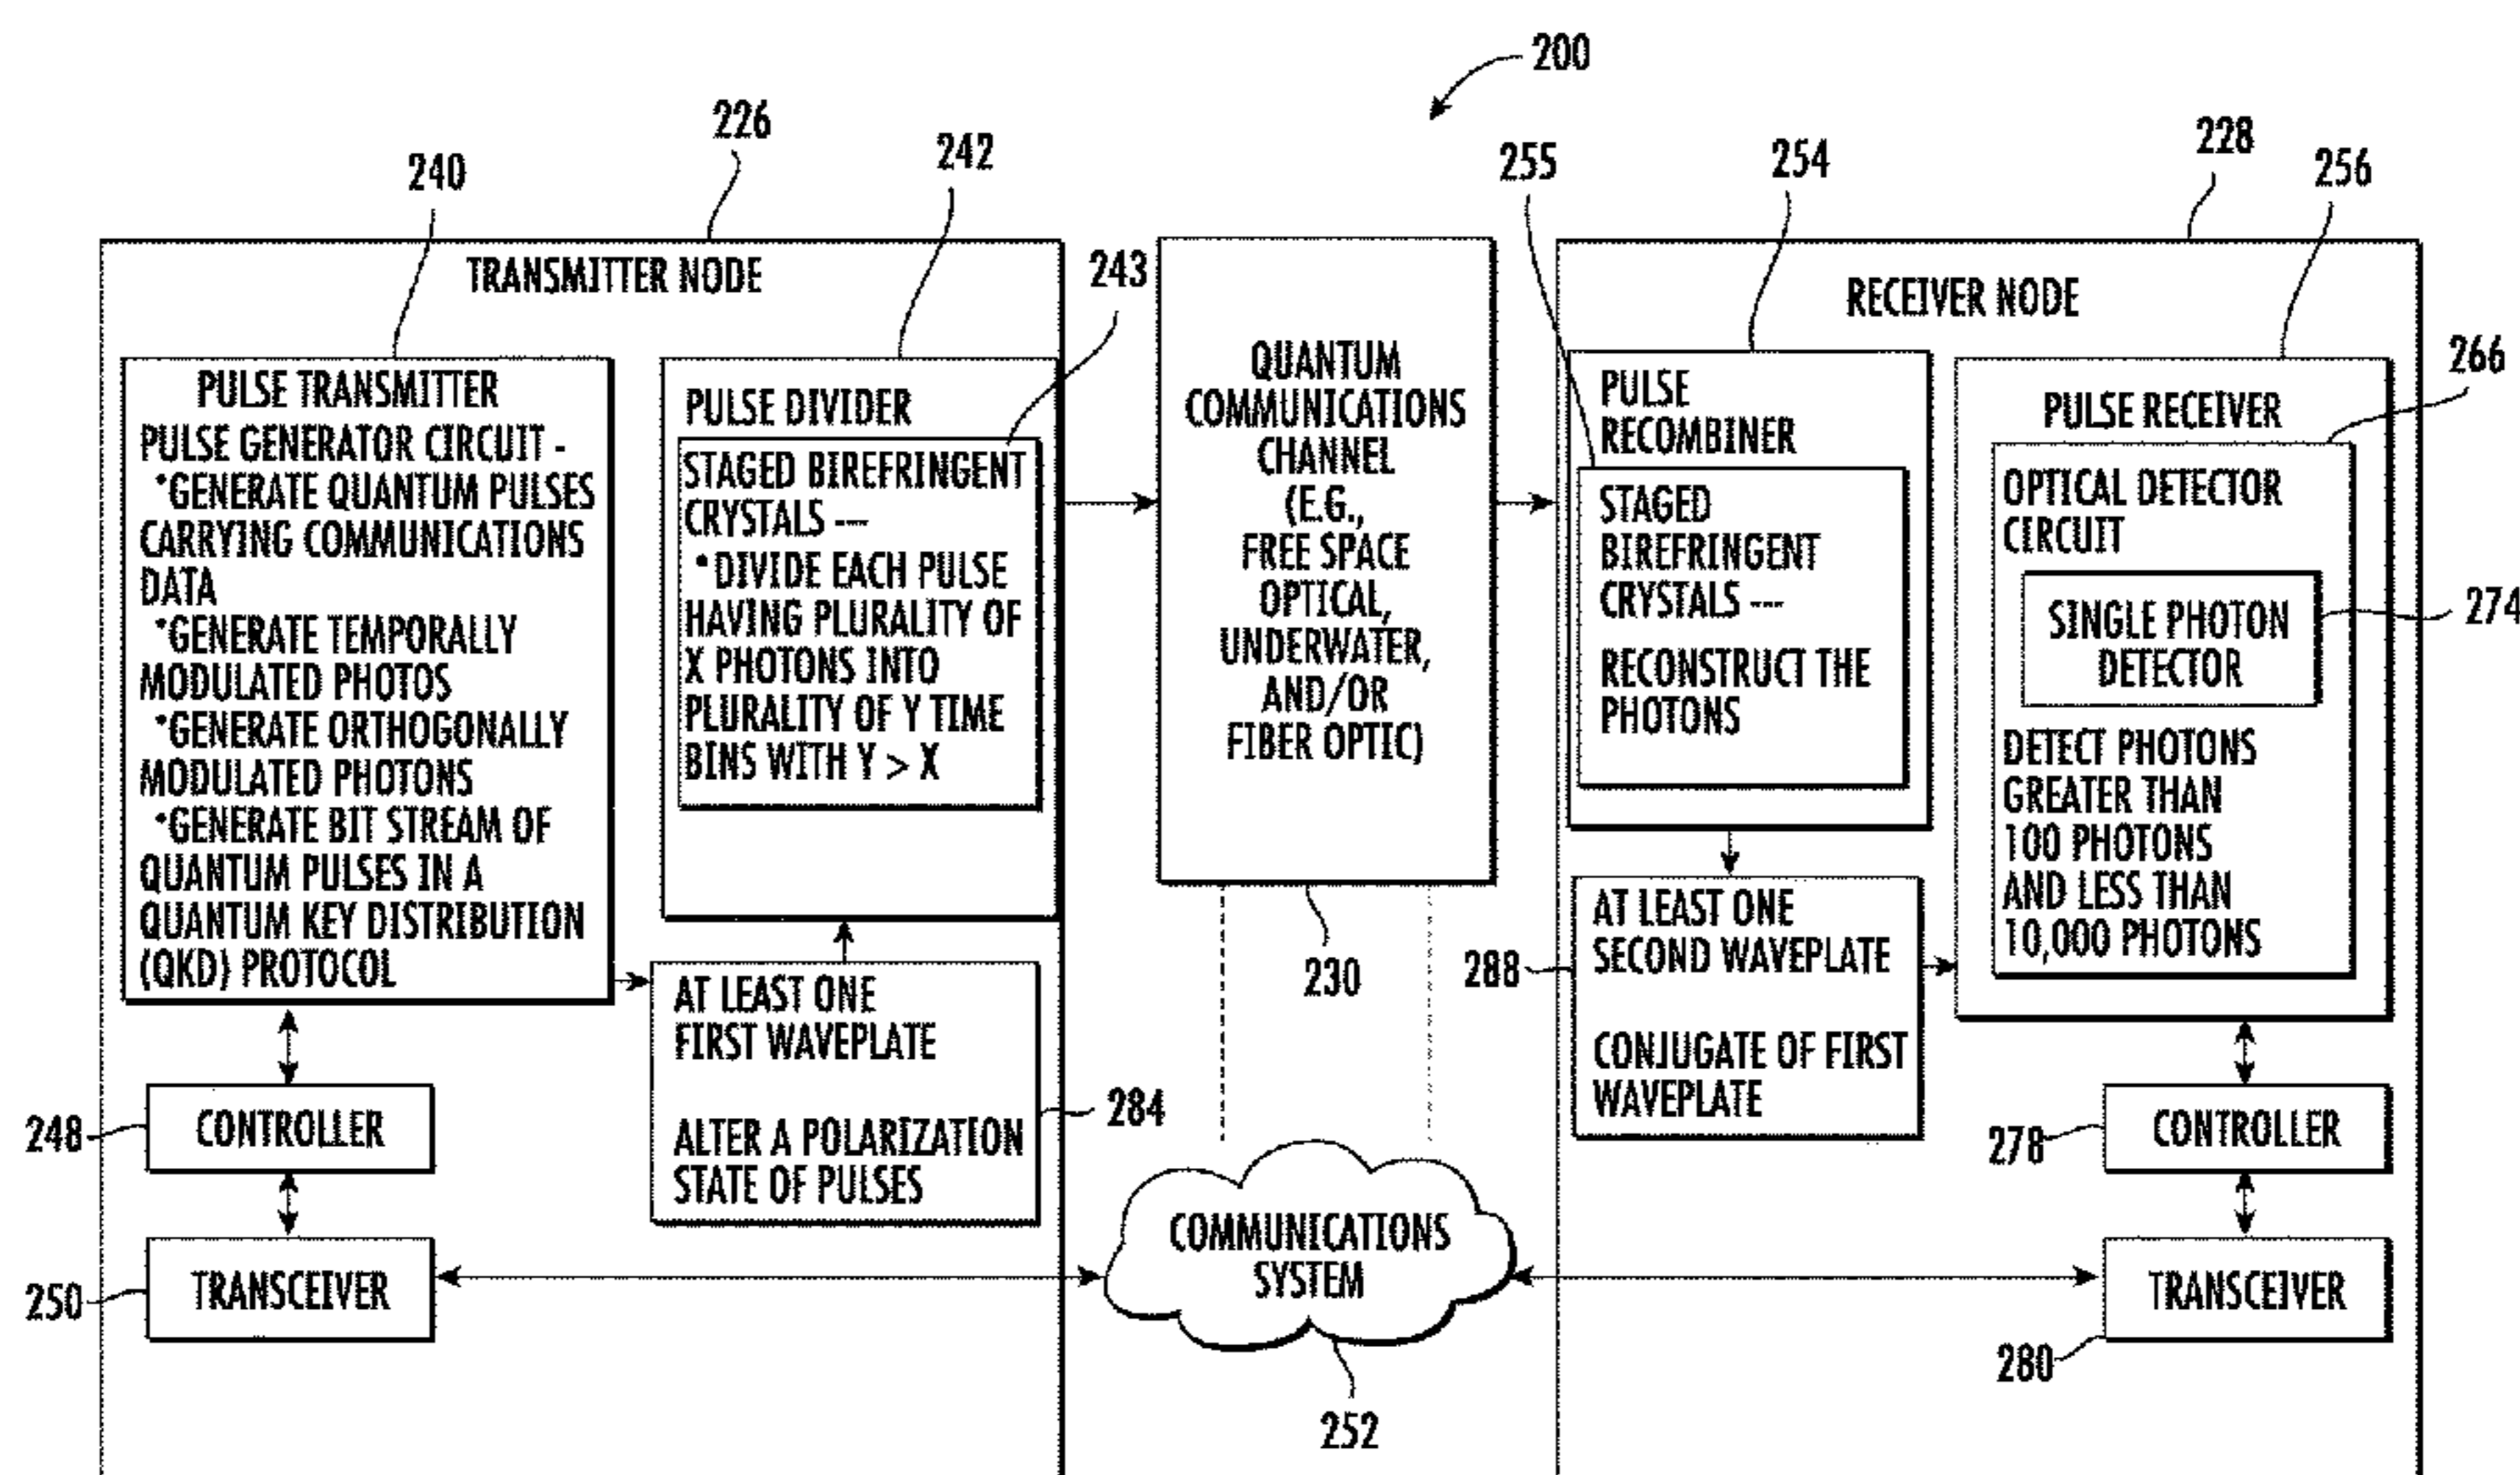 200
226
240
242
243
TRANSMITTER NODE
PULSE TRANSMITTER
PULSE GENERATOR CIRCUIT -
•GENERATE QUANTUM PULSES
CARRYING COMMUNICATIONS
DATA
•GENERATE TEMPORALLY
MODULATED PHOTOS
•GENERATE ORTHOGONALLY
MODULATED PHOTONS
•GENERATE BIT STREAM OF
QUANTUM PULSES IN A
QUANTUM KEY DISTRIBUTION
(QKD) PROTOCOL
PULSE DIVIDER
STAGED BIREFRINGENT
CRYSTALS ---
•DIVIDE EACH PULSE
HAVING PLURALITY OF
X PHOTONS INTO
PLURALITY OF Y TIME
BINS WITH Y > X
AT LEAST ONE
FIRST WAVEPLATE
ALTER A POLARIZATION
STATE OF PULSES
284
248
CONTROLLER
250
TRANSCEIVER
QUANTUM
COMMUNICATIONS
CHANNEL
(E.G.,
FREE SPACE
OPTICAL,
UNDERWATER,
AND/OR
FIBER OPTIC)
230
COMMUNICATIONS
SYSTEM
252
255
254
228
256
266
274
RECEIVER NODE
PULSE
RECOMBINER
STAGED
BIREFRINGENT
CRYSTALS ---
RECONSTRUCT THE
PHOTONS
288
AT LEAST ONE
SECOND WAVEPLATE
CONJUGATE OF FIRST
WAVEPLATE
PULSE RECEIVER
OPTICAL DETECTOR
CIRCUIT
SINGLE PHOTON
DETECTOR
DETECT PHOTONS
GREATER THAN
100 PHOTONS
AND LESS THAN
10,000 PHOTONS
278
CONTROLLER
TRANSCEIVER
280